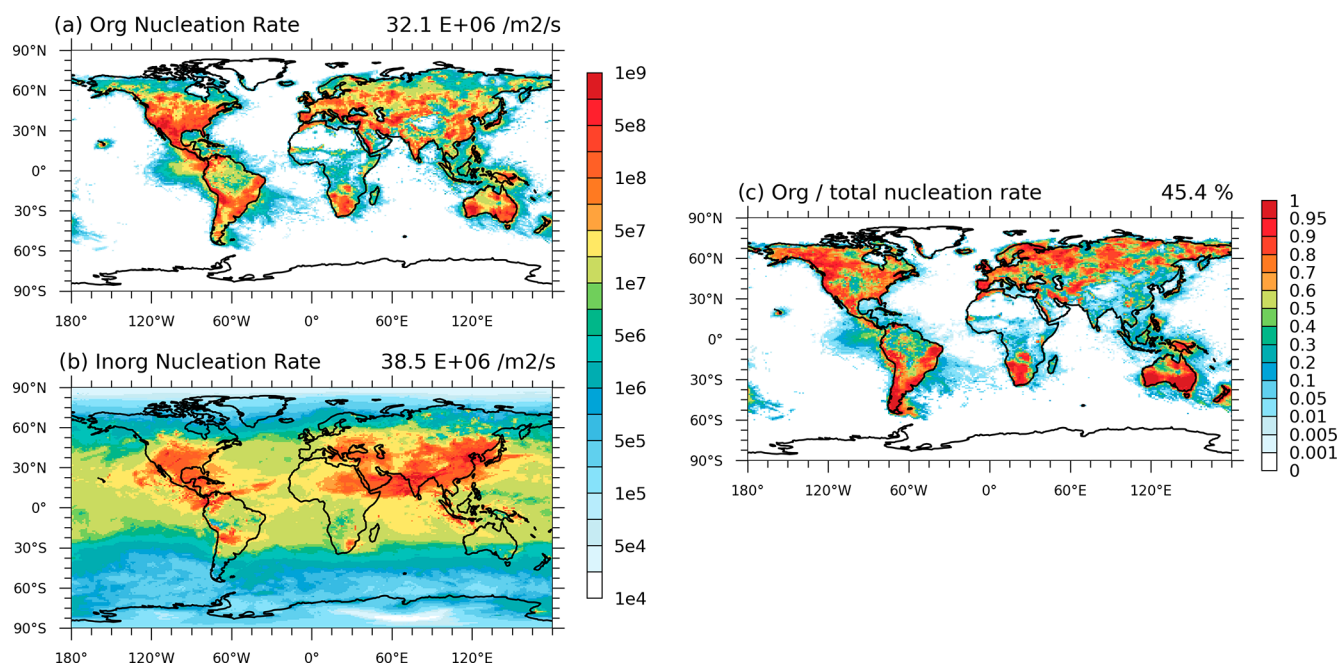 (a) Org Nucleation Rate 32.1 E+06 /m2/s
90°N
60°N
30°N
0°
30°S
60°S
90°S
180° 120°W 60°W 0° 60°E 120°E
(b) Inorg Nucleation Rate 38.5 E+06 /m2/s
90°N
60°N
30°N
0°
30°S
60°S
90°S
180° 120°W 60°W 0° 60°E 120°E
1e9
5e8
1e8
5e7
1e7
5e6
1e6
5e5
1e5
5e4
1e4
(c) Org / total nucleation rate 45.4 %
90°N
60°N
30°N
0°
30°S
60°S
90°S
180° 120°W 60°W 0° 60°E 120°E
1
0.95
0.9
0.8
0.7
0.6
0.5
0.4
0.3
0.2
0.1
0.05
0.01
0.005
0.001
0